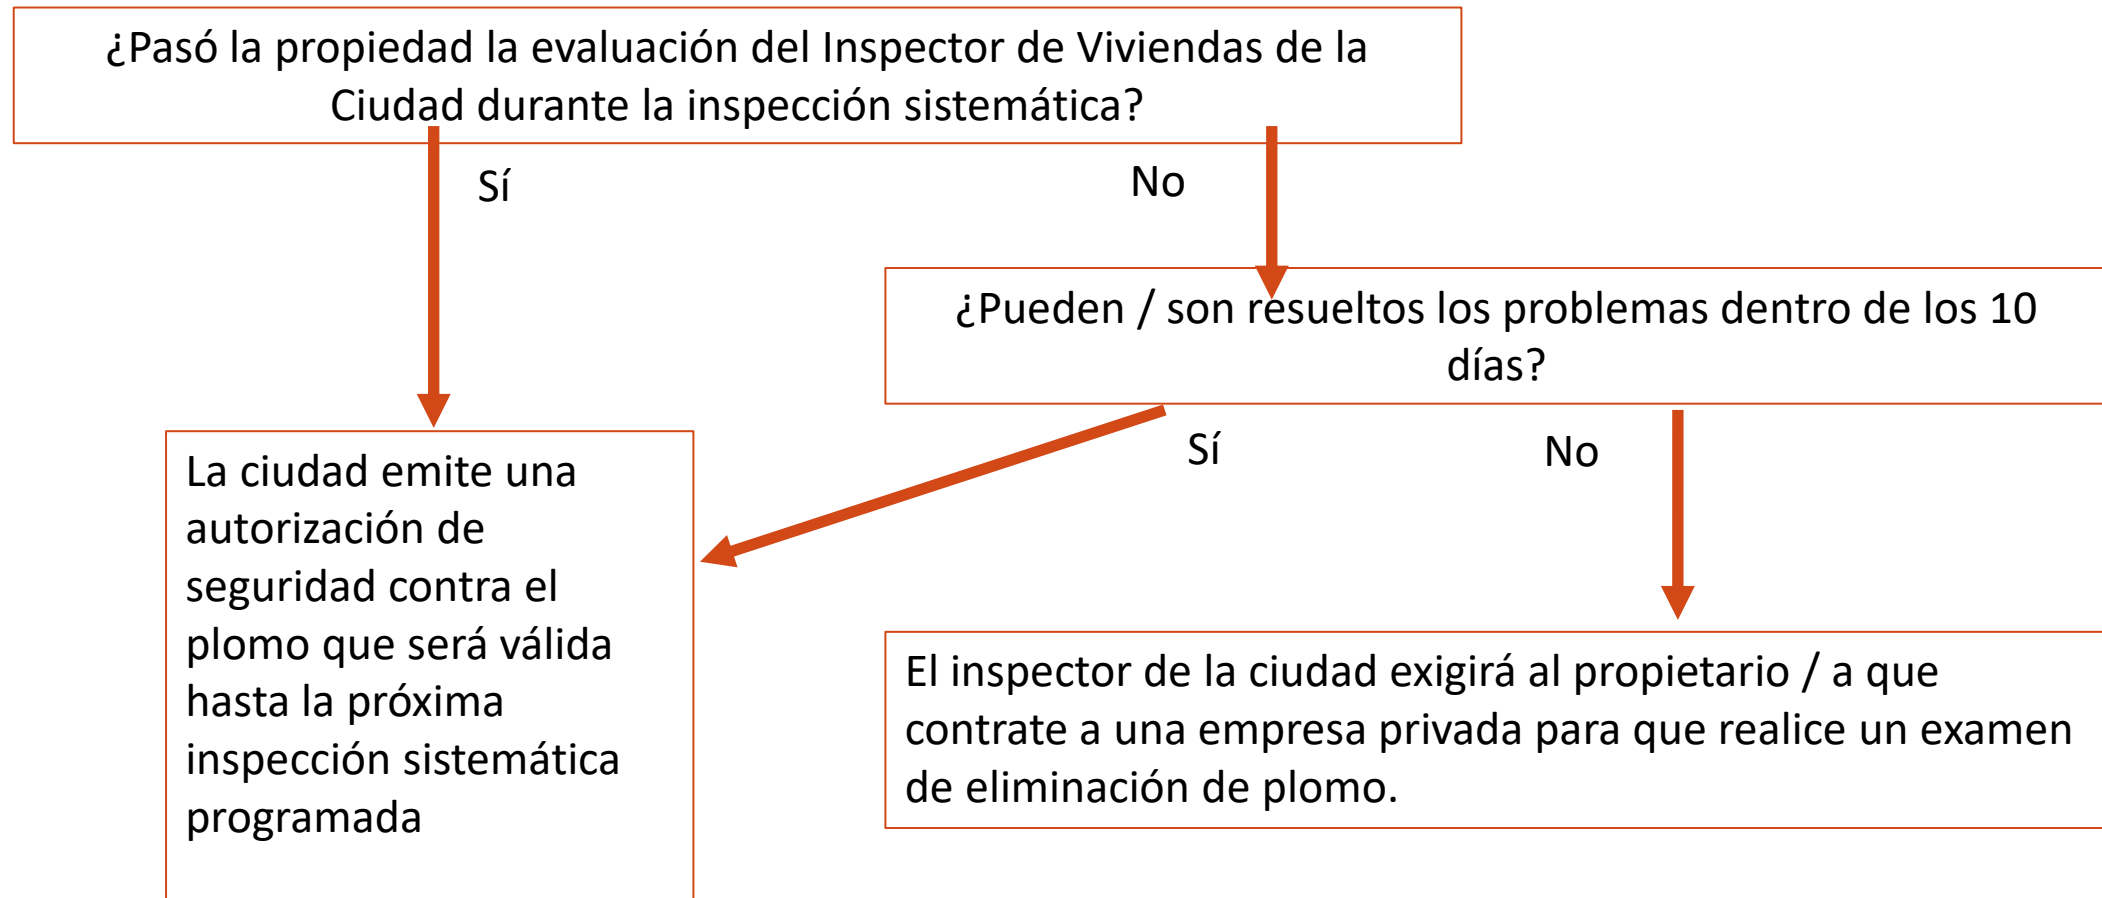 ¿Pasó la propiedad la evaluación del Inspector de Viviendas de la
Ciudad durante la inspección sistemática?
Sí
No
¿Pueden / son resueltos los problemas dentro de los 10
días?
Sí
No
La ciudad emite una
autorización de
seguridad contra el
plomo que será válida
hasta la próxima
inspección sistemática
programada
El inspector de la ciudad exigirá al propietario / a que
contrate a una empresa privada para que realice un examen
de eliminación de plomo.